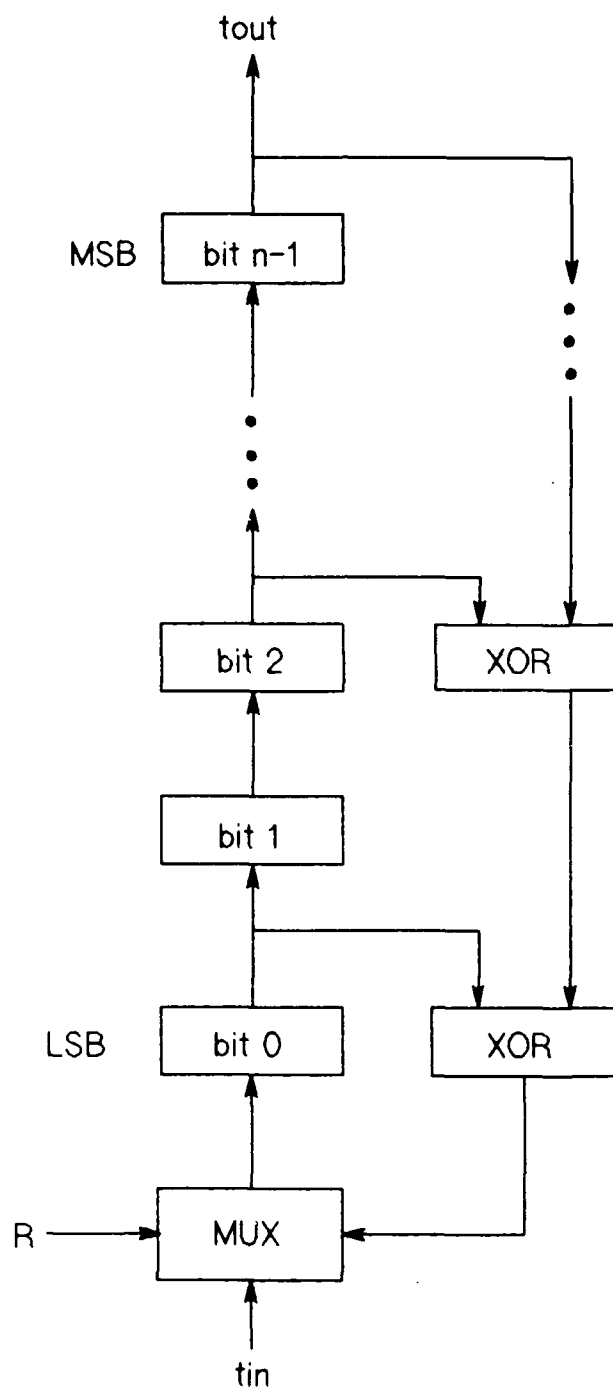 tout
MSB bit n-1
bit 2 XOR
bit 1
LSB bit 0 XOR
R MUX
tin